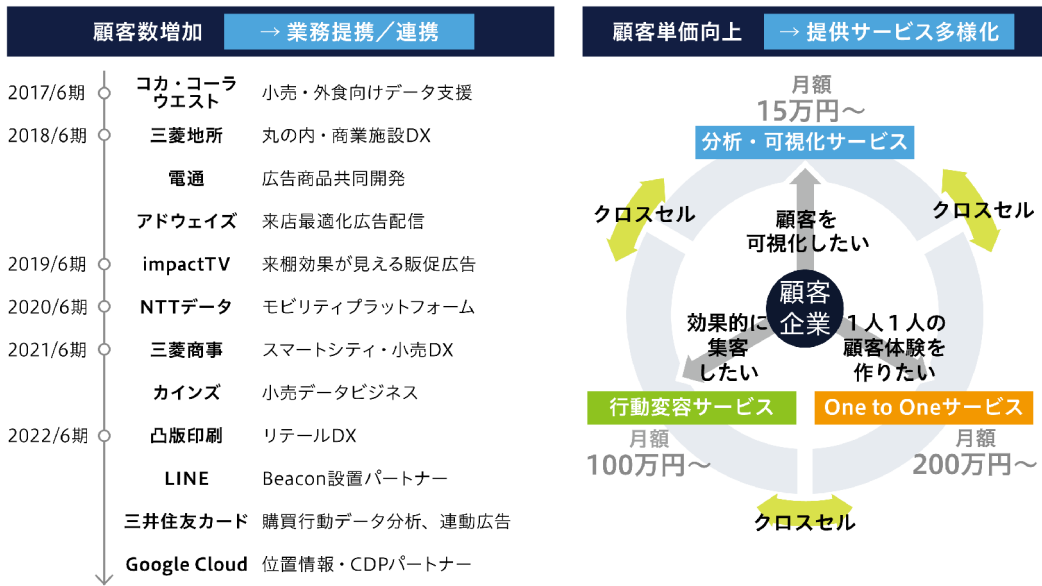 顧客数増加 → 業務提携／連携
2017/6期 コカ・コーラ
ウエスト 小売・外食向けデータ支援
2018/6期 三菱地所 丸の内・商業施設DX
電通 広告商品共同開発
アドウェイズ 来店最適化広告配信
2019/6期 impactTV 来棚効果が見える販促広告
2020/6期 NTTデータ モビリティプラットフォーム
2021/6期 三菱商事 スマートシティ・小売DX
カインズ 小売データビジネス
2022/6期 凸版印刷 リテールDX
LINE Beacon設置パートナー
三井住友カード 購買行動データ分析、連動広告
Google Cloud 位置情報・CDPパートナー
顧客単価向上 → 提供サービス多様化
月額
15万円～
分析・可視化サービス
クロスセル
クロスセル
顧客を
可視化したい
顧客
企業
効果的に
集客
したい
1人1人の
顧客体験を
作りたい
行動変容サービス
月額
100万円～
One to Oneサービス
月額
200万円～
クロスセル